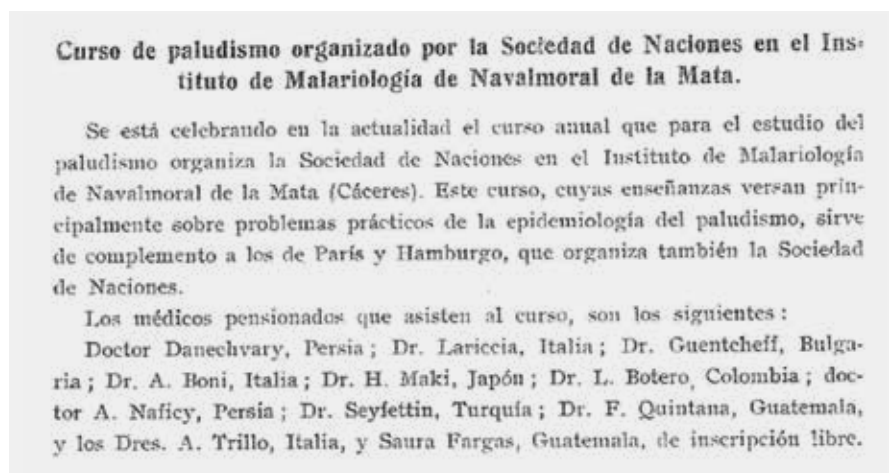 Curso de paludismo organizado por la Sociedad de Naciones en el Ins-
tituto de Malariología de Navalmoral de la Mata.
Se está celebrando en la actualidad el curso anual que para el estudio del
paludismo organiza la Sociedad de Naciones en el Instituto de Malariología
de Navalmoral de la Mata (Cáceres). Este curso, cuyas enseñanzas versan prin-
cipalmente sobre problemas prácticos de la epidemiología del paludismo, sirve
de complemento a los de París y Hamburgo, que organiza también la Sociedad
de Naciones.
Los médicos pensionados que asisten al curso, son los siguientes :
Doctor Danechvary, Persia ; Dr. Lariccia, Italia ; Dr. Guentcheff, Bulga-
ria ; Dr. A. Boni, Italia ; Dr. H. Maki, Japón ; Dr. L. Botero, Colombia ; doc-
tor A. Naficy, Persia ; Dr. Seyfettin, Turquía ; Dr. F. Quintana, Guatemala,
y los Dres. A. Trillo, Italia, y Saura Fargas, Guatemala, de inscripción libre.